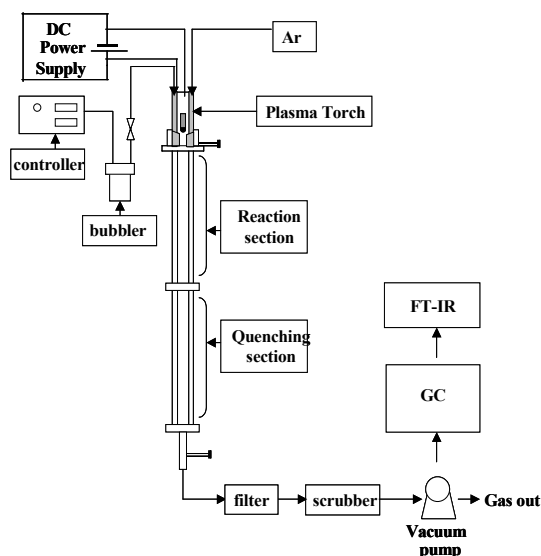 DC
Power
Supply
Ar
Plasma Torch
controller
bubbler
Reaction
section
Quenching
section
FT-IR
GC
filter
scrubber
Gas out
Vacuum
pump